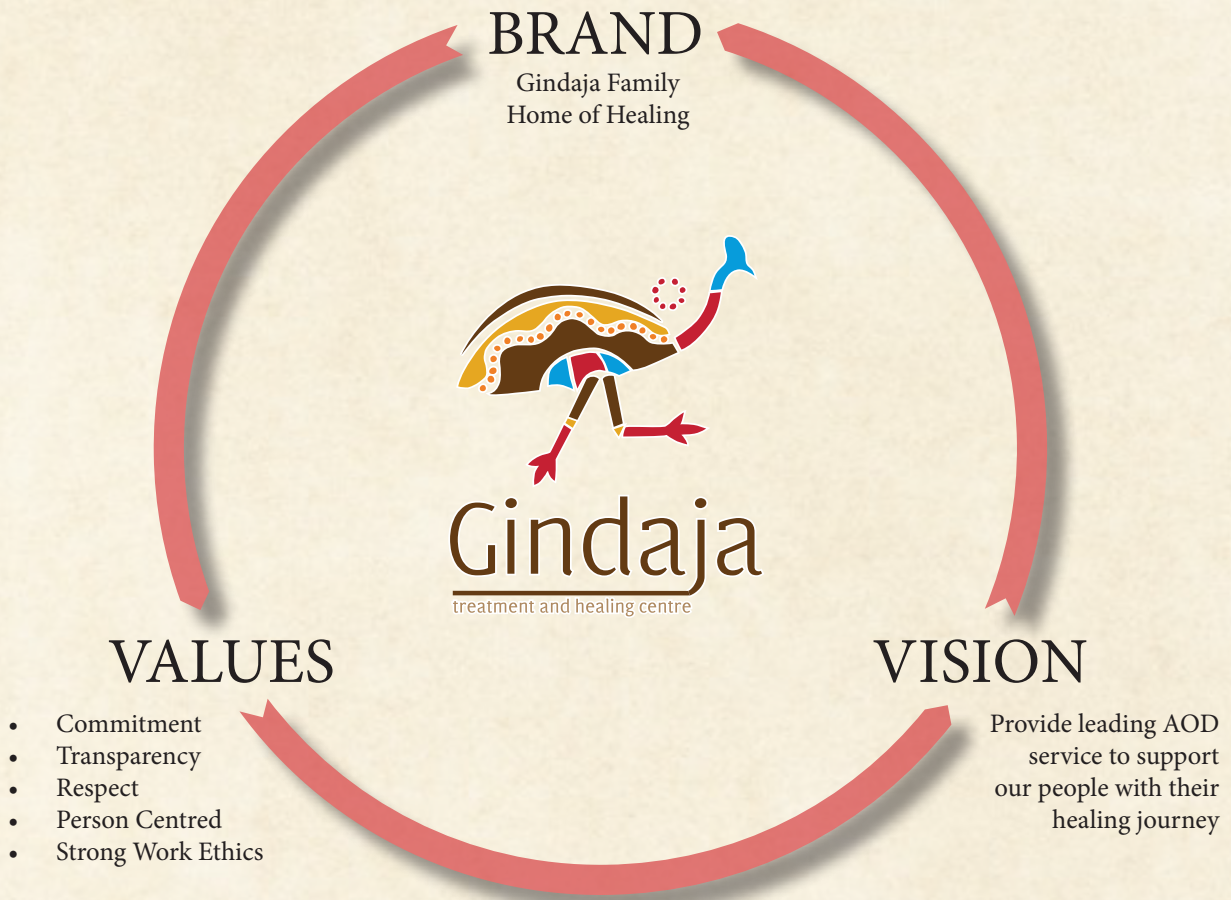 BRAND
Gindaja Family
Home of Healing
Gindaja
treatment and healing centre
VALUES
• Commitment
• Transparency
• Respect
• Person Centred
• Strong Work Ethics
VISION
Provide leading AOD
service to support
our people with their
healing journey